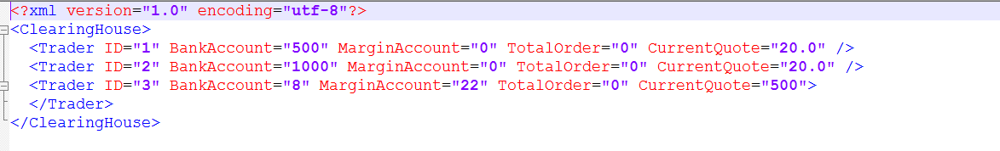 <?xml version="1.0" encoding="utf-8"?>
<ClearingHouse>
<Trader ID="1" BankAccount="500" MarginAccount="0" TotalOrder="0" CurrentQuote="20.0" />
<Trader ID="2" BankAccount="1000" MarginAccount="0" TotalOrder="0" CurrentQuote="20.0" />
<Trader ID="3" BankAccount="8" MarginAccount="22" TotalOrder="0" CurrentQuote="500">
</Trader>
</ClearingHouse>